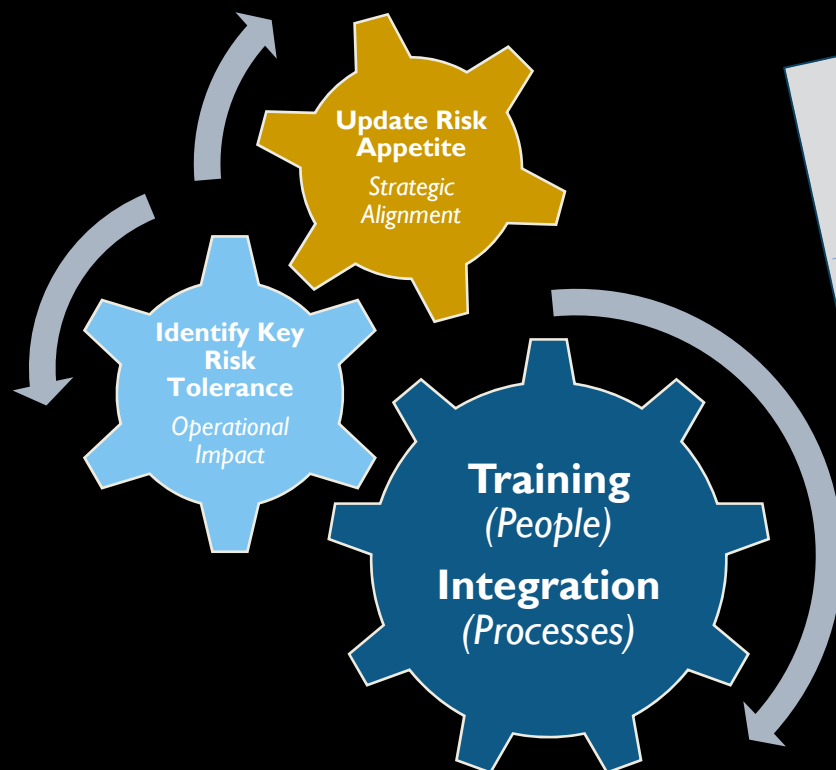 Update Risk
Appetite
Strategic
Alignment
Identify Key
Risk
Tolerance
Operational
Impact
Training
(People)
Integration
(Processes)